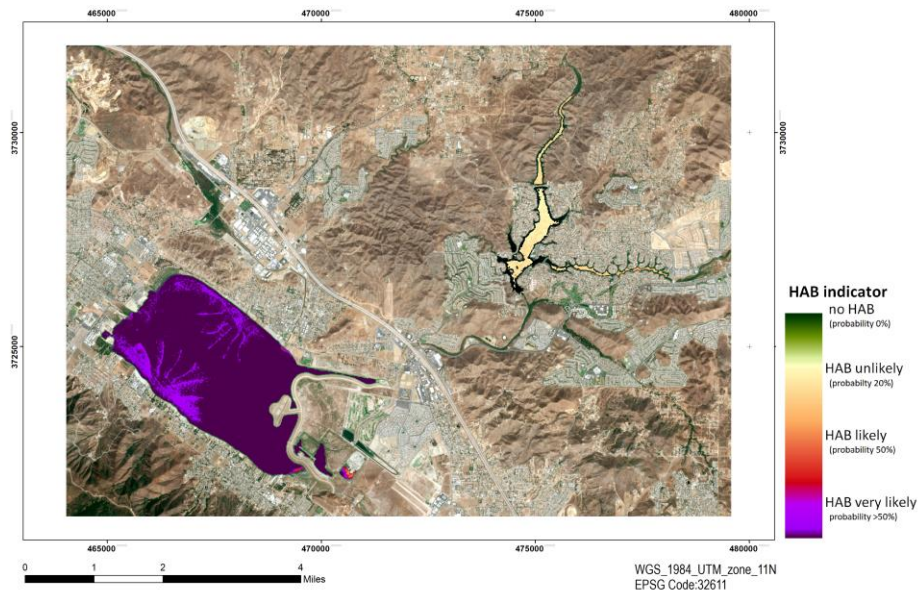 465000 470000 475000 480000
3730000 3730000
3725000 3725000
HAB indicator
no HAB
(probability 0%)
HAB unlikely
(probabilty 20%)
HAB likely
(probability 50%)
HAB very likely
probability >50%)
465000 470000 475000 480000
0 1 2 4
Miles
WGS_1984_UTM_zone_11N
EPSG Code:32611